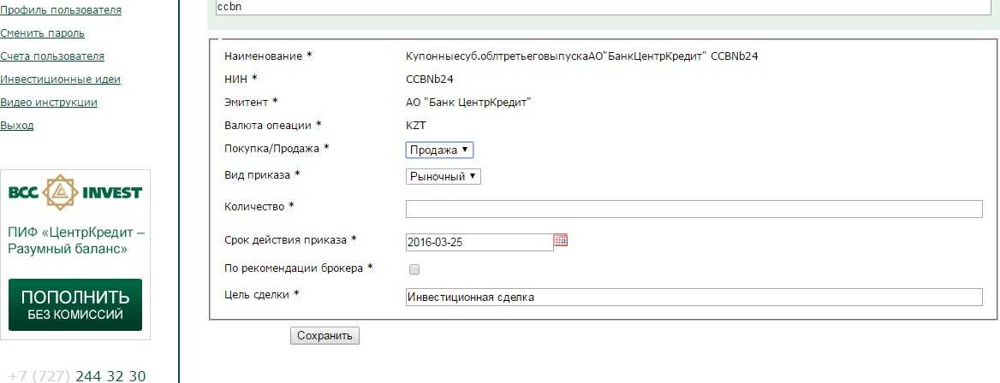 Профиль пользователя
Сменить пароль
Счета пользователя
Инвестиционные идеи
Видео инструкции
Выход
BCC INVEST
ПИФ «ЦентрКредит –
Разумный баланс»
ПОПОЛНИТЬ
БЕЗ КОМИССИЙ
+7 (727) 244 32 30
ccbn
Наименование * Купонныесуб.облтретьеговыпускаАО"БанкЦентрКредит" CCBNb24
НИН * CCBNb24
Эмитент * АО "Банк ЦентрКредит"
Валюта опеации * KZT
Покупка/Продажа * Продажа
Вид приказа * Рыночный
Количество *
Срок действия приказа * 2016-03-25
По рекомендации брокера *
Цель сделки * Инвестиционная сделка
Сохранить